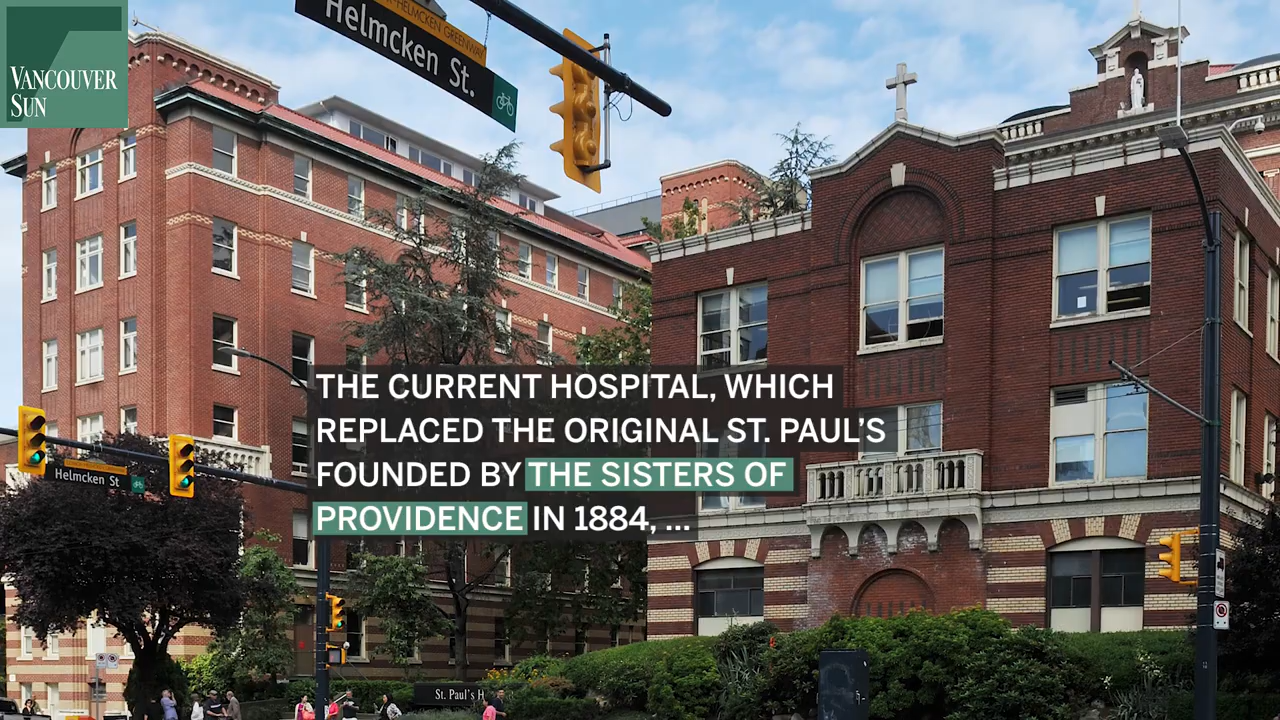 VANCOUVER
SUN
HELMCKEN GREENWAY
Helmcken St.
THE CURRENT HOSPITAL, WHICH
REPLACED THE ORIGINAL ST. PAUL'S
FOUNDED BY THE SISTERS OF
PROVIDENCE IN 1884, ...
Helmcken St
St. Paul's